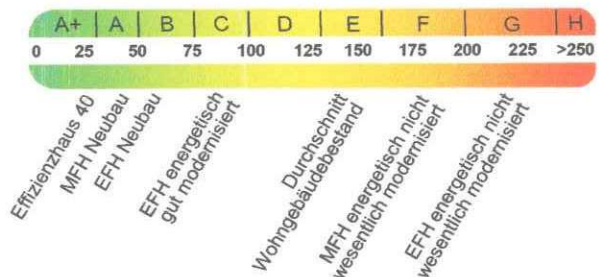 A+ A B C D E F G H
0 25 50 75 100 125 150 175 200 225 >250
Effizienzhaus 40
MFH Neubau
EFH Neubau
EFH energetisch
gut modernisiert
Durchschnitt
Wohngebäudebestand
MFH energetisch nicht
wesentlich modernisiert
EFH energetisch nicht
wesentlich modernisiert